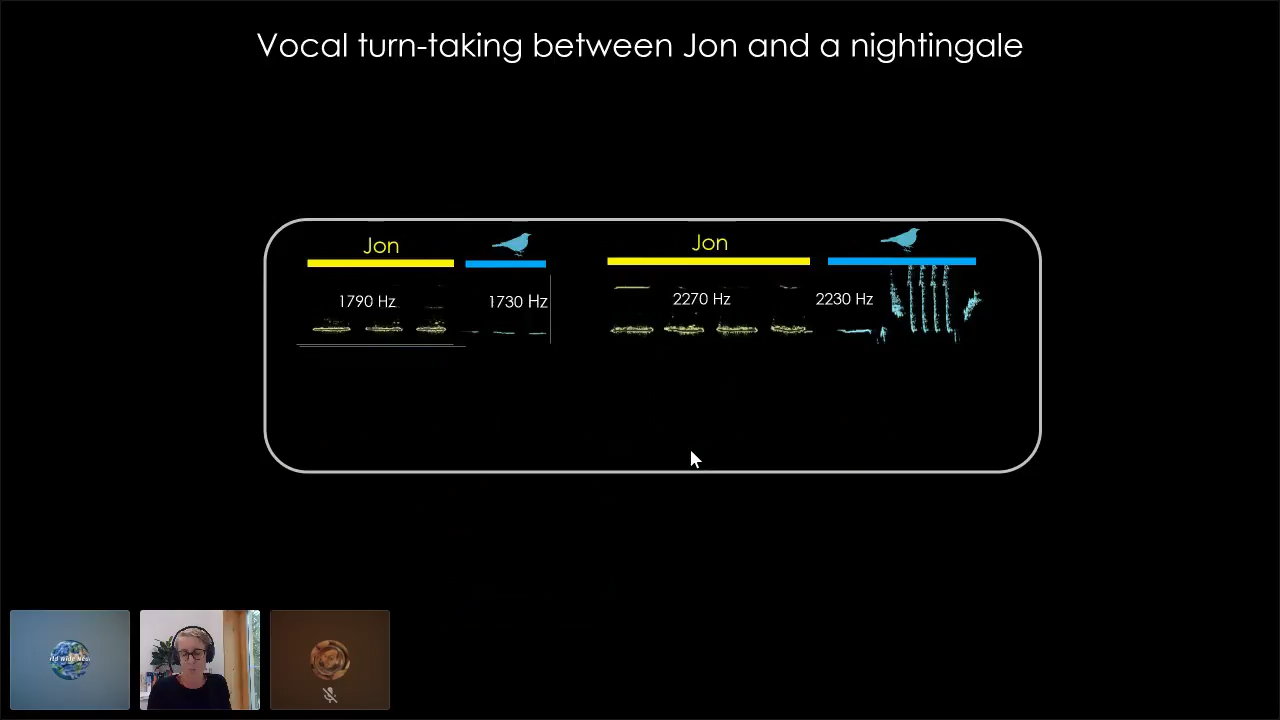 Vocal turn-taking between Jon and a nightingale
Jon
Jon
1790 Hz
1730 Hz
2270 Hz
2230 Hz